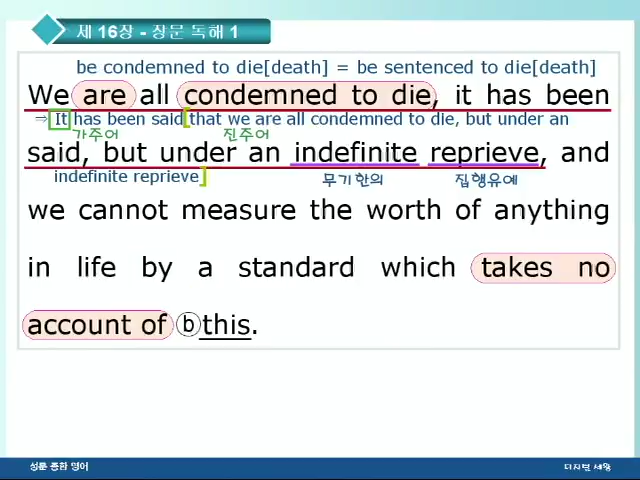 제 16장 - 장문 독해 1
be condemned to die[death] = be sentenced to die[death]
We are all condemned to die, it has been
⇒ It has been said[that we are all condemned to die, but under an
가주어 진주어
said, but under an indefinite reprieve, and
indefinite reprieve] 무기한의 집행유예
we cannot measure the worth of anything
in life by a standard which takes no
account of ⓑthis.
성문 종합 영어 디지털 세움